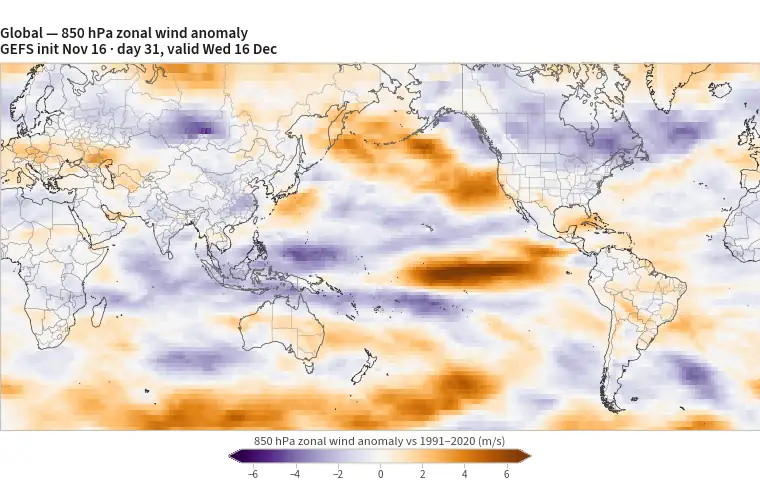 Global — 850 hPa zonal wind anomaly
GEFS init Nov 16 · day 31, valid Wed 16 Dec
850 hPa zonal wind anomaly vs 1991–2020 (m/s)
−6 −4 −2 0 2 4 6